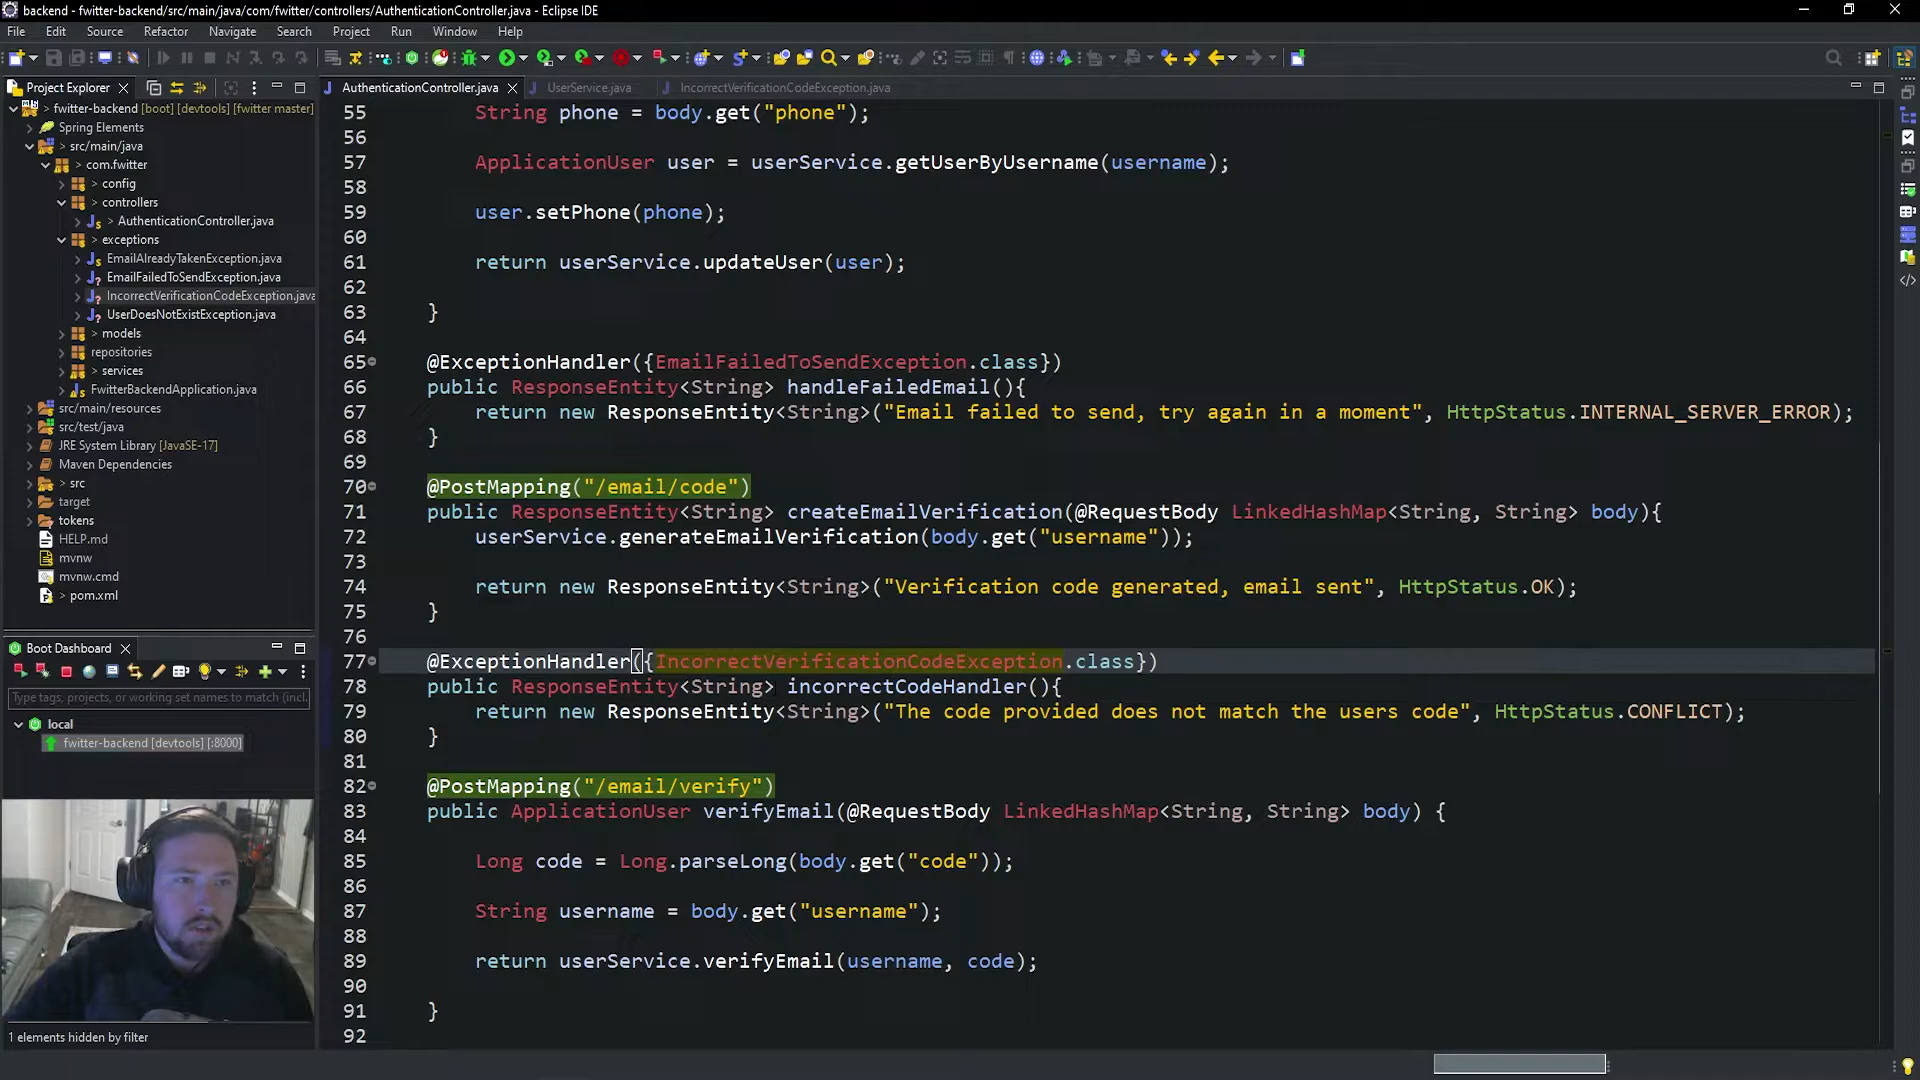 backend - fwitter-backend/src/main/java/com/fwitter/controllers/AuthenticationController.java - Eclipse IDE
File Edit Source Refactor Navigate Search Project Run Window Help
Project Explorer
fwitter-backend [boot] [devtools] [fwitter master]
Spring Elements
src/main/java
com.fwitter
config
controllers
AuthenticationController.java
exceptions
EmailAlreadyTakenException.java
EmailFailedToSendException.java
IncorrectVerificationCodeException.java
UserDoesNotExistException.java
models
repositories
services
FwitterBackendApplication.java
src/main/resources
src/test/java
JRE System Library [JavaSE-17]
Maven Dependencies
src
target
tokens
HELP.md
mvnw
mvnw.cmd
pom.xml
Boot Dashboard
Type tags, projects, or working set names to match (incl.
local
fwitter-backend [devtools] [:8000]
1 elements hidden by filter
AuthenticationController.java UserService.java IncorrectVerificationCodeException.java
55 String phone = body.get("phone");
56
57 ApplicationUser user = userService.getUserByUsername(username);
58
59 user.setPhone(phone);
60
61 return userService.updateUser(user);
62
63 }
64
65 @ExceptionHandler({EmailFailedToSendException.class})
66 public ResponseEntity<String> handleFailedEmail(){
67 return new ResponseEntity<String>("Email failed to send, try again in a moment", HttpStatus.INTERNAL_SERVER_ERROR);
68 }
69
70 @PostMapping("/email/code")
71 public ResponseEntity<String> createEmailVerification(@RequestBody LinkedHashMap<String, String> body){
72 userService.generateEmailVerification(body.get("username"));
73
74 return new ResponseEntity<String>("Verification code generated, email sent", HttpStatus.OK);
75 }
76
77 @ExceptionHandler({IncorrectVerificationCodeException.class})
78 public ResponseEntity<String> incorrectCodeHandler(){
79 return new ResponseEntity<String>("The code provided does not match the users code", HttpStatus.CONFLICT);
80 }
81
82 @PostMapping("/email/verify")
83 public ApplicationUser verifyEmail(@RequestBody LinkedHashMap<String, String> body) {
84
85 Long code = Long.parseLong(body.get("code"));
86
87 String username = body.get("username");
88
89 return userService.verifyEmail(username, code);
90
91 }
92